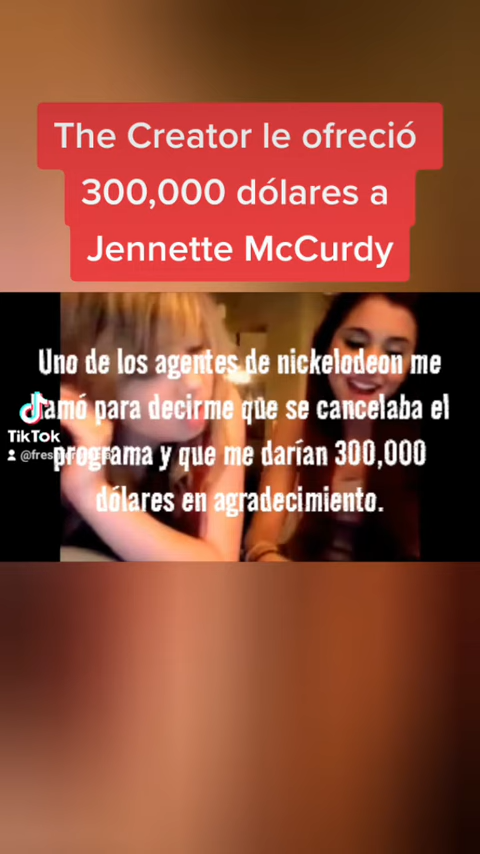 The Creator le ofreció
300,000 dólares a
Jennette McCurdy
Uno de los agentes de nickelodeon me
llamó para decirme que se cancelaba el
TikTok
programa y que me darían 300,000
dólares en agradecimiento.